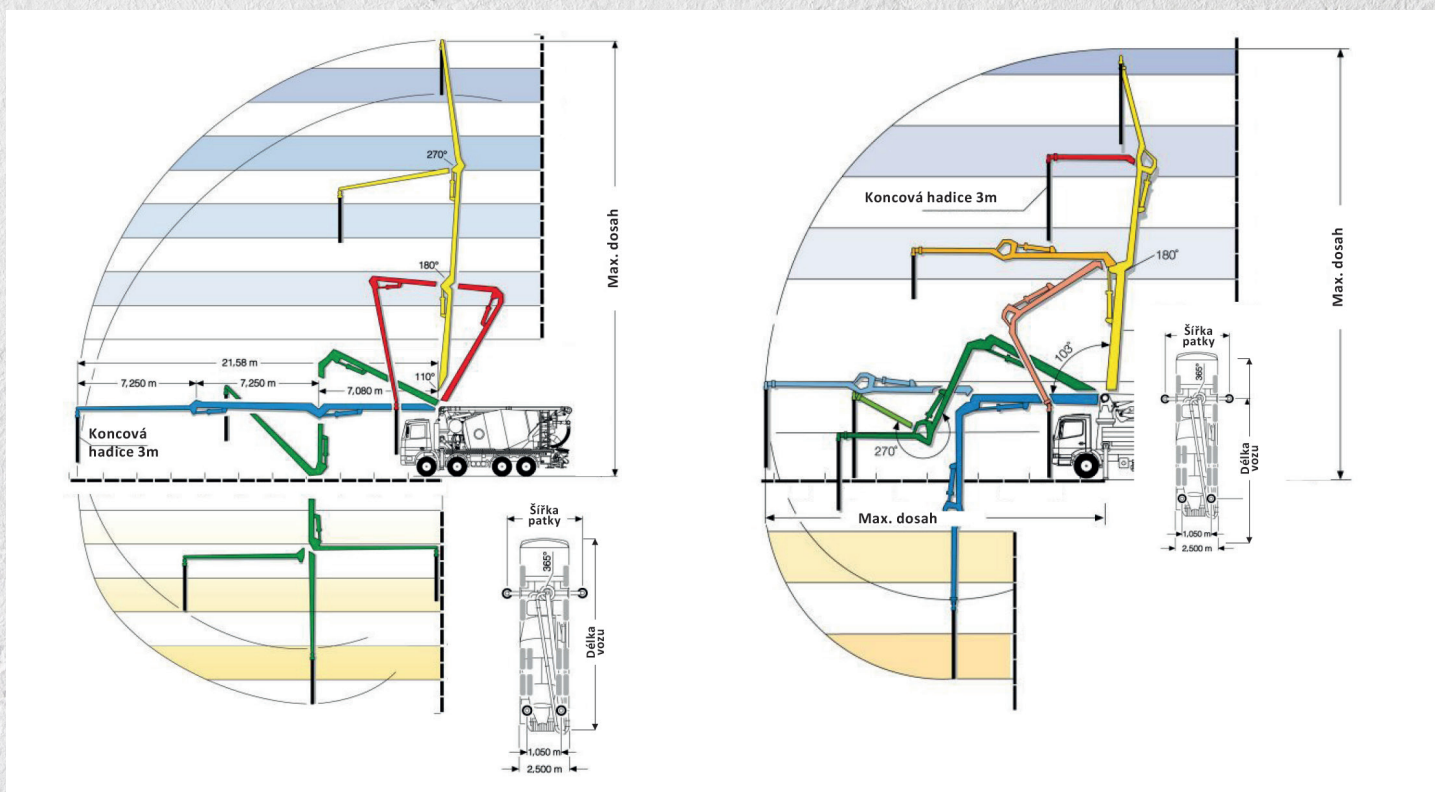 270°
180°
Max. dosah
21,58 m
7,250 m
7,250 m
7,080 m
110°
Koncová
hadice 3m
Šířka
patky
365°
Délka
vozu
1,050 m
2.500 m
Koncová hadice 3m
180°
103°
270°
Max. dosah
Max. dosah
Šířka
patky
365°
Délka
vozu
1,050 m
2.500 m